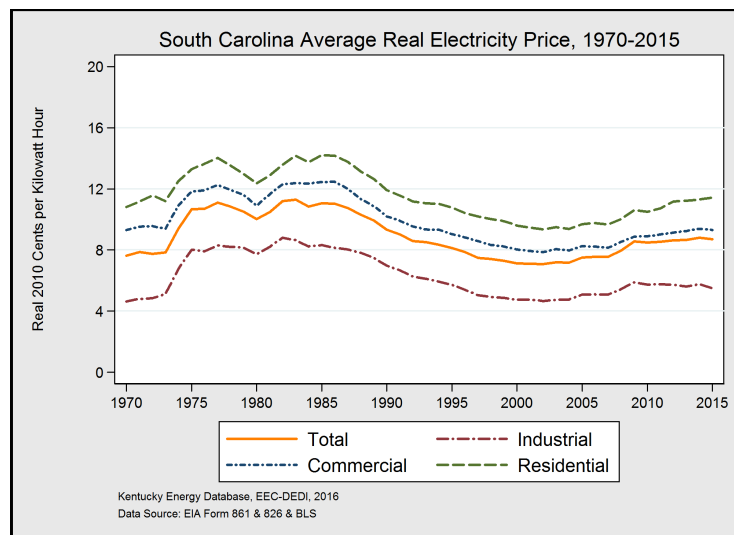 South Carolina Average Real Electricity Price, 1970-2015
Real 2010 Cents per Kilowatt Hour
20
16
12
8
4
0
1970 1975 1980 1985 1990 1995 2000 2005 2010 2015
Total Industrial
Commercial Residential
Kentucky Energy Database, EEC-DEDI, 2016
Data Source: EIA Form 861 & 826 & BLS